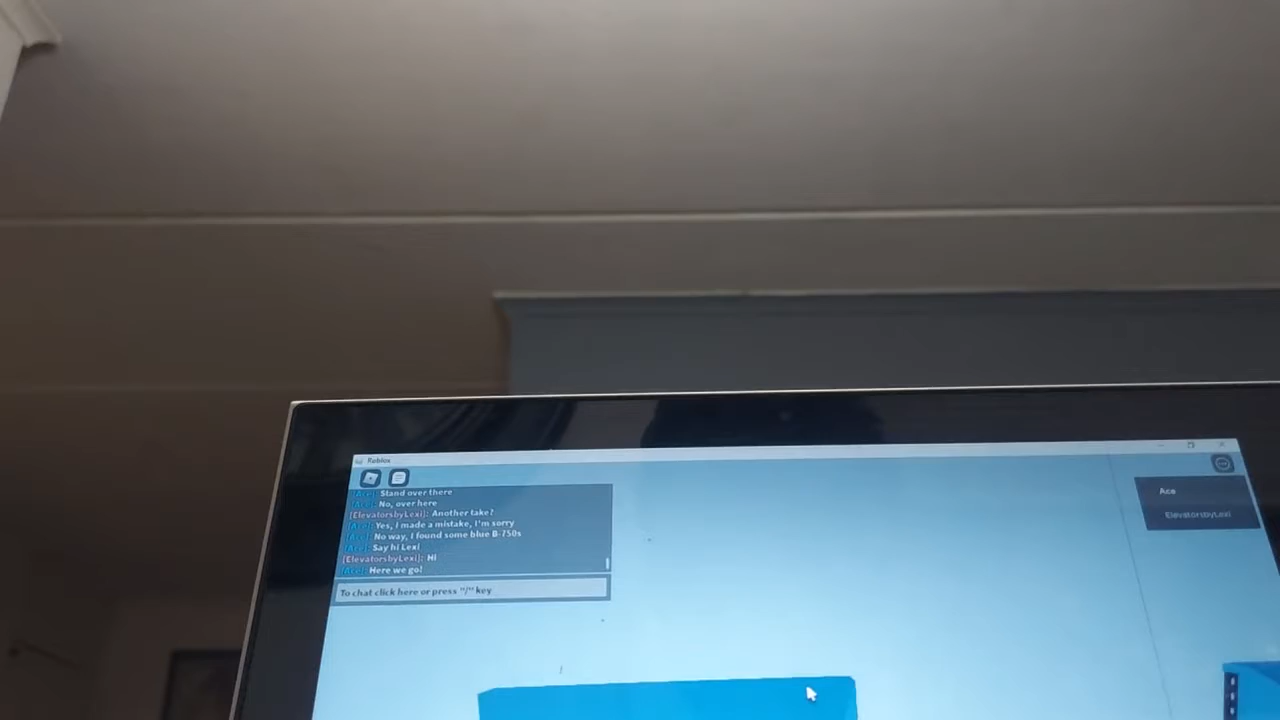 Roblox
[Ace]: Stand over there
[Ace]: No, over here
[ElevatorsbyLexi]: Another take?
[Ace]: Yes, I made a mistake, I'm sorry
[Ace]: No way, I found some blue B-750s
[Ace]: Say hi Lexi
[ElevatorsbyLexi]: Hi
[Ace]: Here we go!
To chat click here or press "/" key
Ace
ElevatorsbyLexi